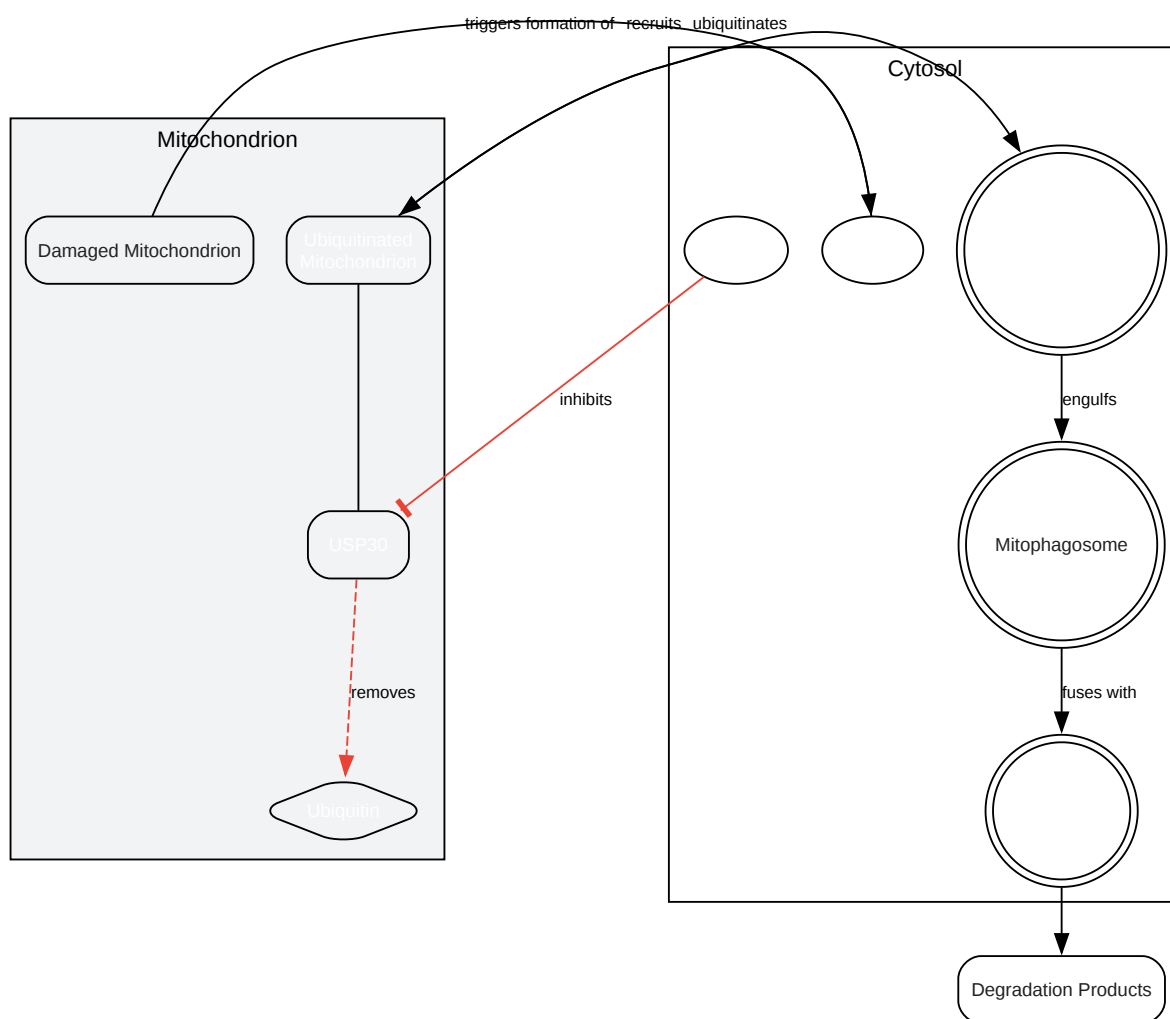 triggers formation of
recruits
ubiquitinates
Cytosol
Mitochondrion
Damaged Mitochondrion
Ubiquitinated
Mitochondrion
inhibits
engulfs
USP30
Mitophagosome
removes
fuses with
Ubiquitin
Degradation Products